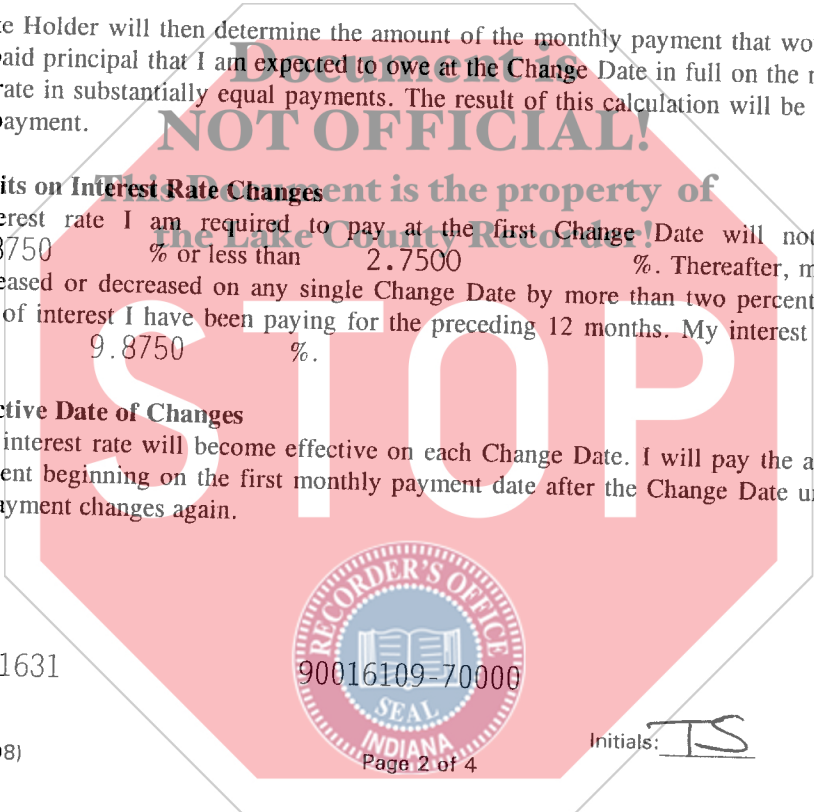 te Holder will then determine the amount of the monthly payment that wo
paid principal that I am expected to owe at the Change Date in full on the
rate in substantially equal payments. The result of this calculation will be
payment.
Document is
NOT OFFICIAL!
This Document is the property of
the Lake County Recorder!
its on Interest Rate Changes
erest rate I am required to pay at the first Change Date will not
8750 % or less than 2.7500 %. Thereafter, m
eased or decreased on any single Change Date by more than two percent
of interest I have been paying for the preceding 12 months. My interest
9.8750 %.
STOP
ctive Date of Changes
interest rate will become effective on each Change Date. I will pay the a
ent beginning on the first monthly payment date after the Change Date un
ayment changes again.
RECORDER'S OFFICE
1631
90016109-70000
SEAL
INDIANA
98)
Page 2 of 4
Initials: TS